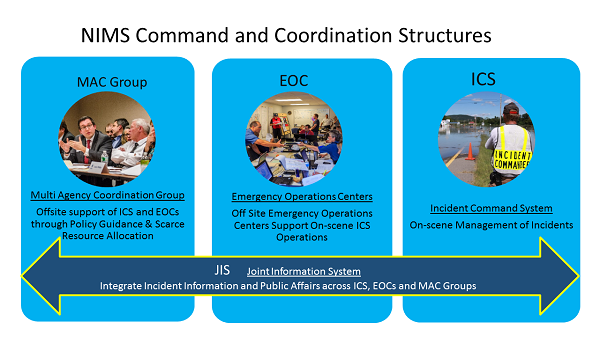 NIMS Command and Coordination Structures
MAC Group
Multi Agency Coordination Group
Offsite support of ICS and EOCs
through Policy Guidance & Scarce
Resource Allocation
EOC
Emergency Operations Centers
Off Site Emergency Operations
Centers Support On-scene ICS
Operations
ICS
INCIDENT
COMMANDER
Incident Command System
On-scene Management of Incidents
JIS Joint Information System
Integrate Incident Information and Public Affairs across ICS, EOCs and MAC Groups